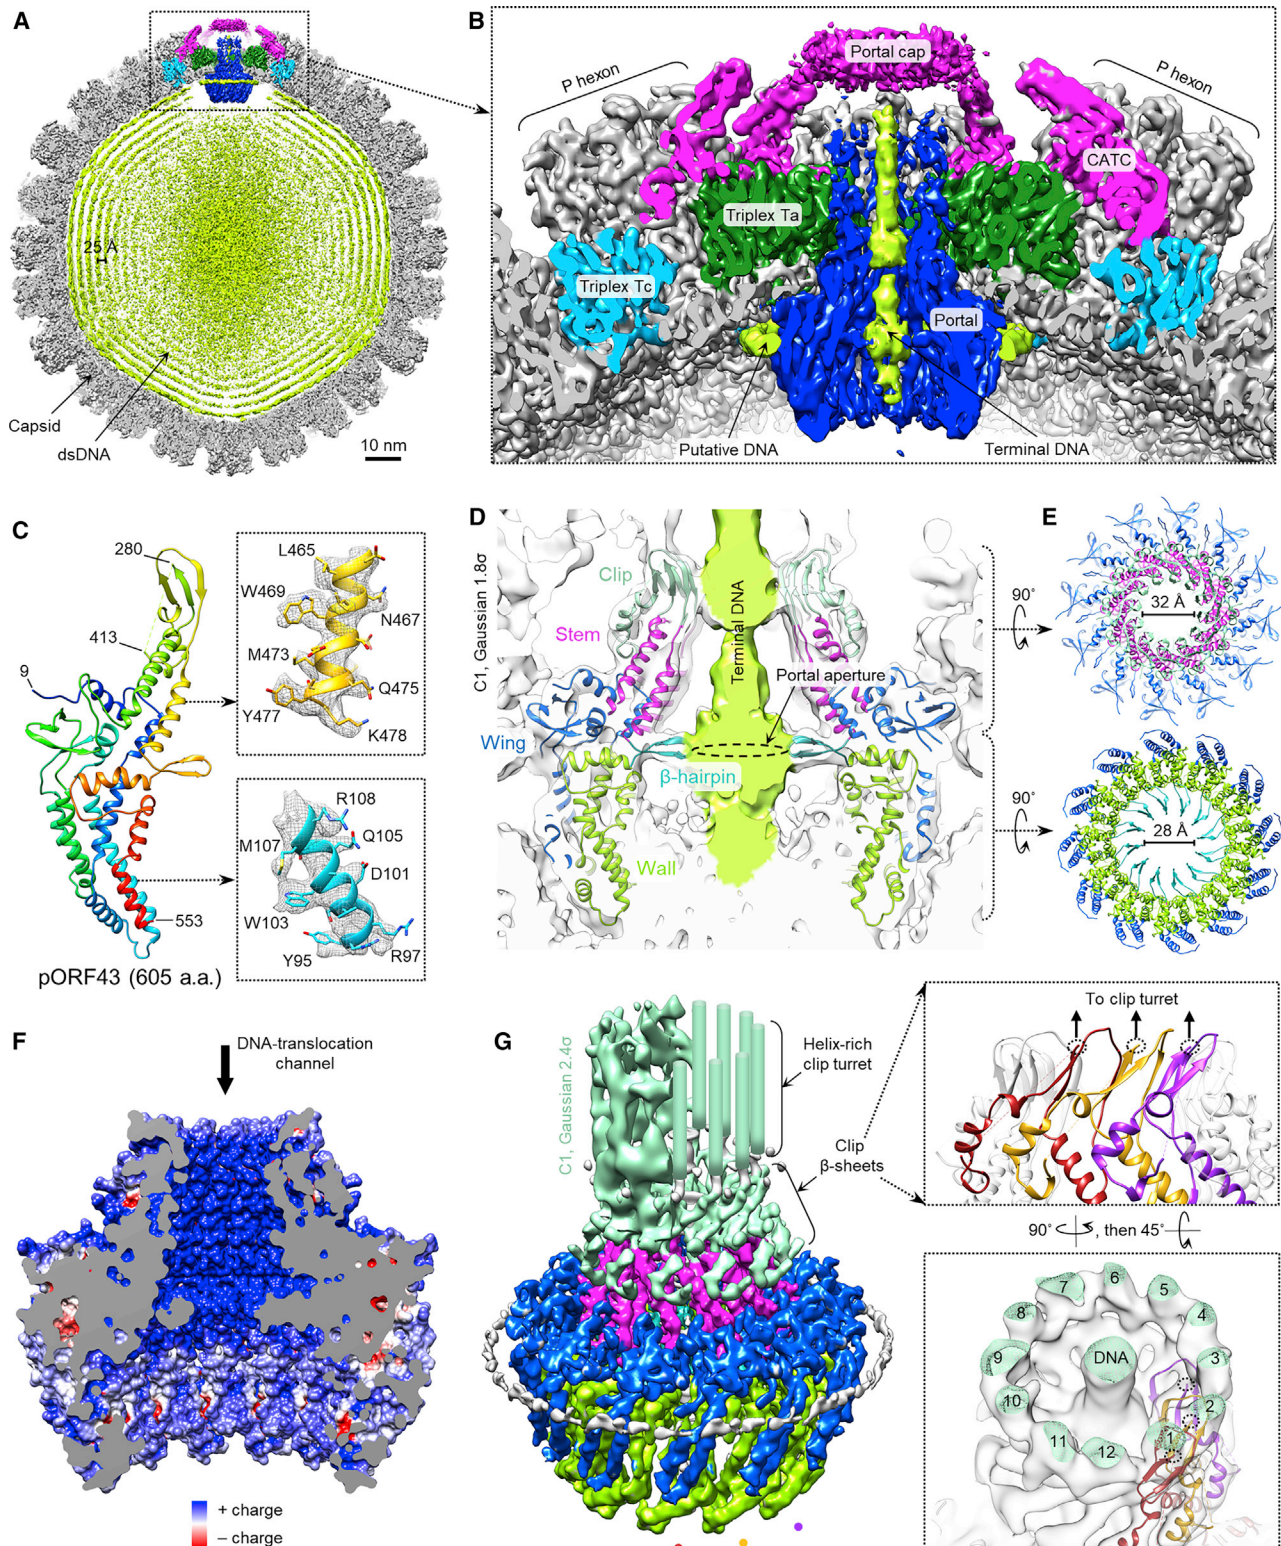 A
25 Å
Capsid
dsDNA
10 nm
B
Portal cap
P hexon
P hexon
CATC
Triplex Ta
Triplex Tc
Portal
Putative DNA
Terminal DNA
C
280
413
9
553
pORF43 (605 a.a.)
L465
W469
N467
M473
Q475
Y477
K478
R108
Q105
M107
D101
W103
Y95
R97
D
C1, Gaussian 1.8σ
Clip
Stem
Terminal DNA
Portal aperture
Wing
β-hairpin
Wall
90°
90°
E
32 Å
28 Å
F
DNA-translocation
channel
+ charge
– charge
G
C1, Gaussian 2.4σ
Helix-rich
clip turret
Clip
β-sheets
To clip turret
90° , then 45°
7
6
5
8
4
9
DNA
3
10
2
11
12
1